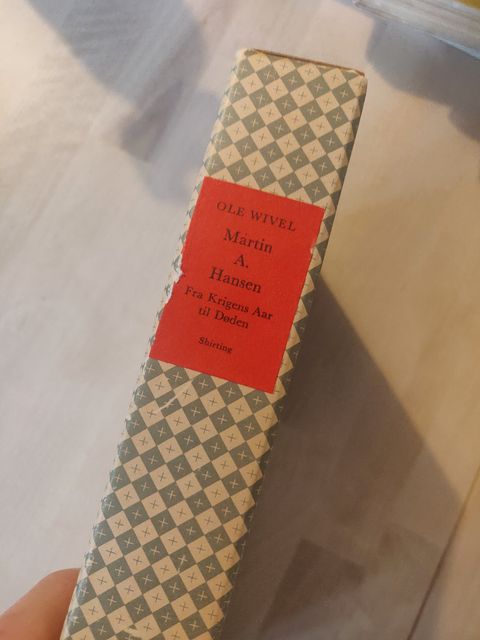 OLE WIVEL
Martin
A.
Hansen
Fra Krigens Aar
til Døden
Shirting